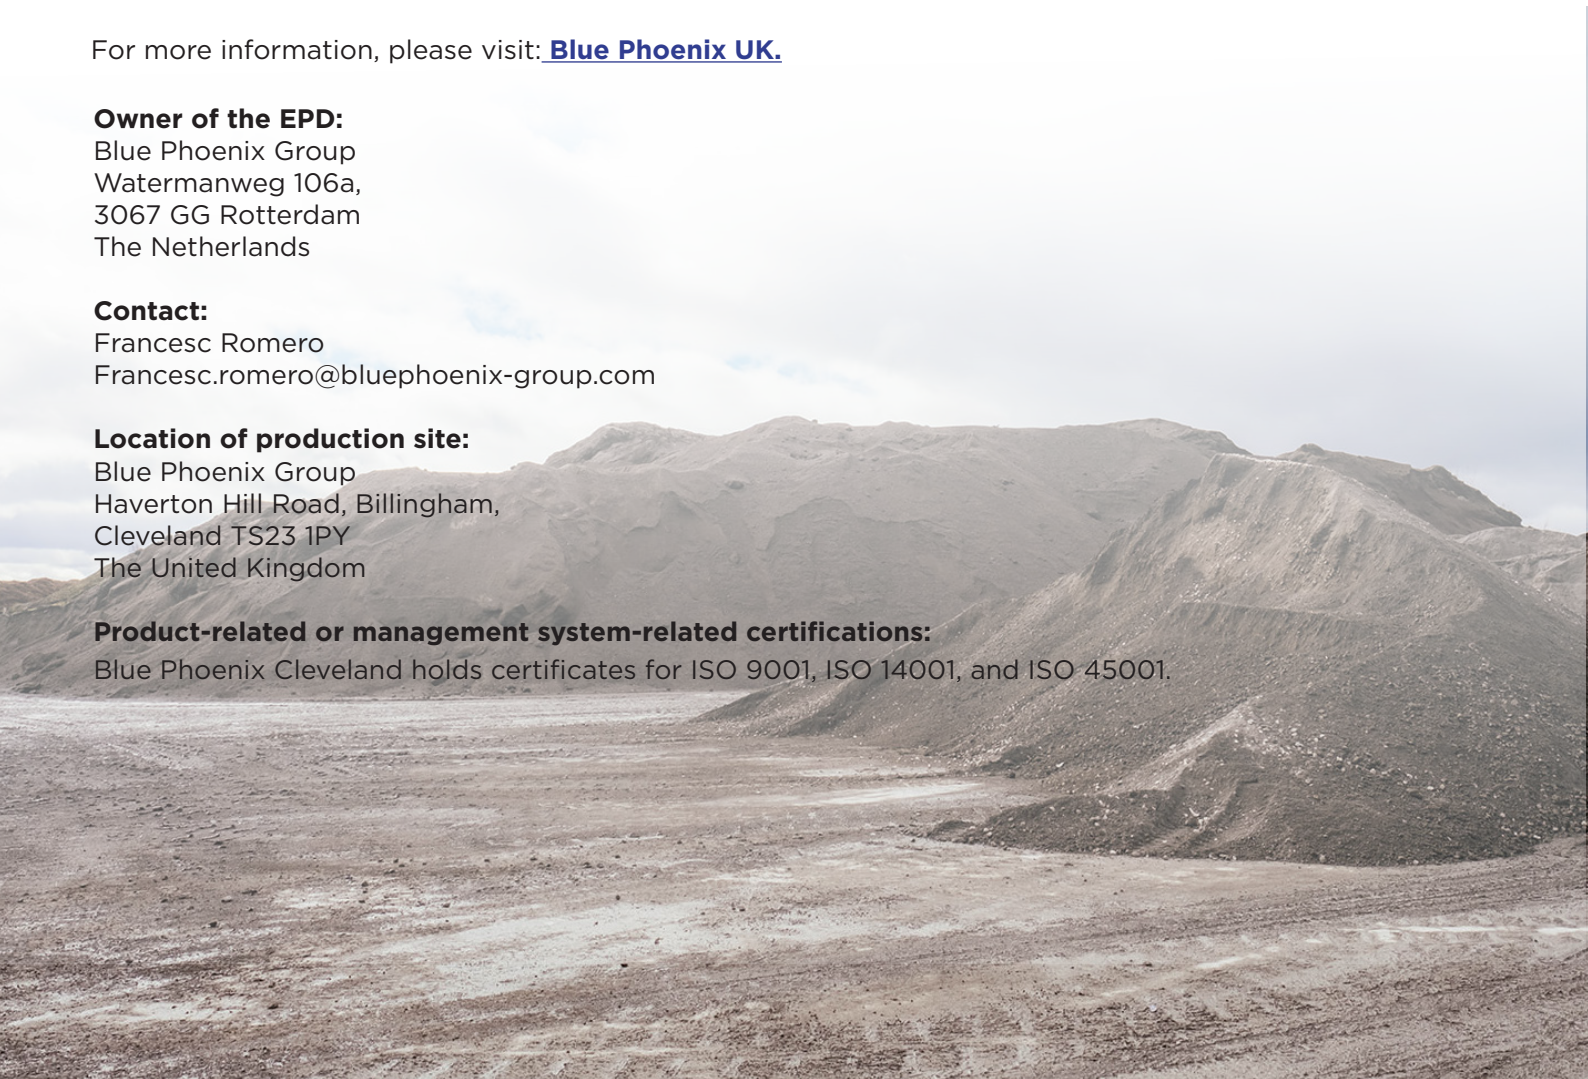 For more information, please visit: Blue Phoenix UK.
Owner of the EPD:
Blue Phoenix Group
Watermanweg 106a,
3067 GG Rotterdam
The Netherlands
Contact:
Francesc Romero
Francesc.romero@bluephoenix-group.com
Location of production site:
Blue Phoenix Group
Haverton Hill Road, Billingham,
Cleveland TS23 1PY
The United Kingdom
Product-related or management system-related certifications:
Blue Phoenix Cleveland holds certificates for ISO 9001, ISO 14001, and ISO 45001.